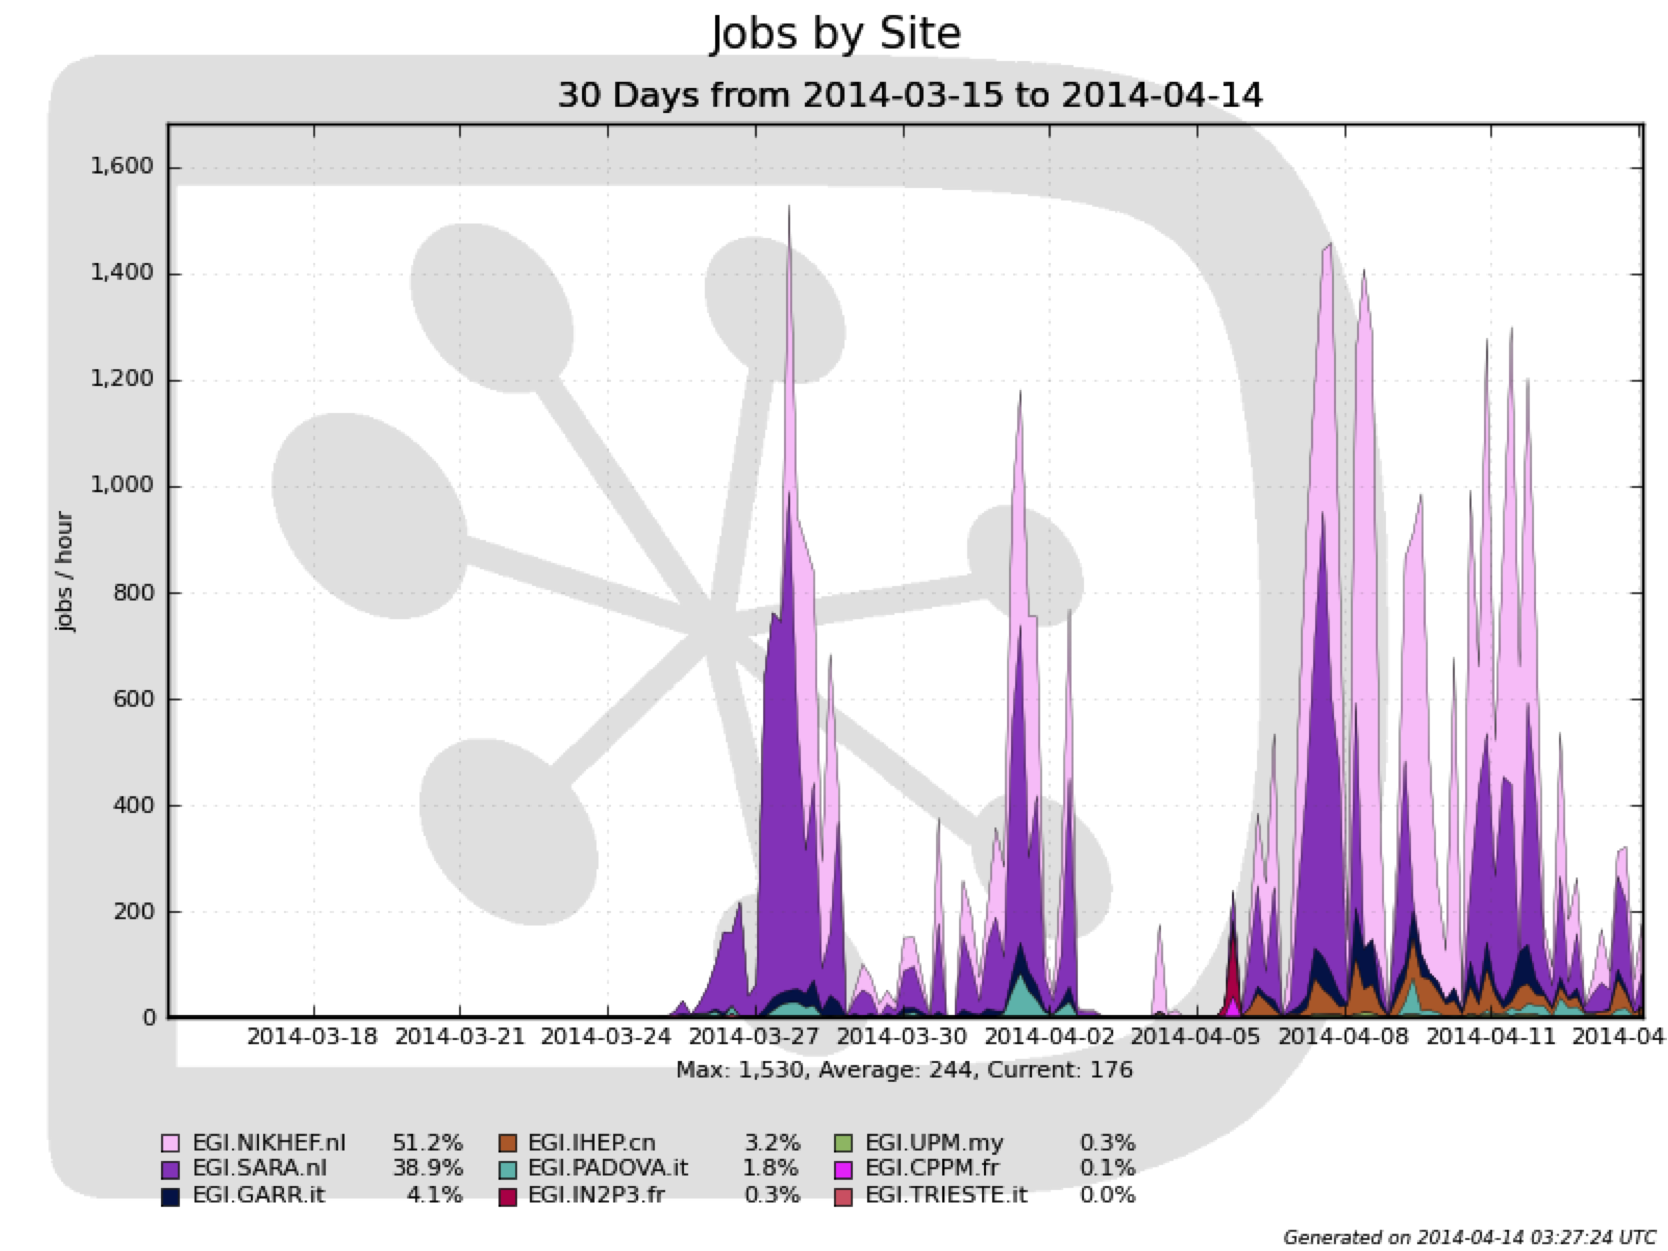 Jobs by Site
30 Days from 2014-03-15 to 2014-04-14
1,600
1,400
1,200
1,000
800
600
400
200
0
jobs / hour
2014-03-18 2014-03-21 2014-03-24 2014-03-27 2014-03-30 2014-04-02 2014-04-05 2014-04-08 2014-04-11 2014-04
Max: 1,530, Average: 244, Current: 176
EGI.NIKHEF.nl 51.2% EGI.IHEP.cn 3.2% EGI.UPM.my 0.3%
EGI.SARA.nl 38.9% EGI.PADOVA.it 1.8% EGI.CPPM.fr 0.1%
EGI.GARR.it 4.1% EGI.IN2P3.fr 0.3% EGI.TRIESTE.it 0.0%
Generated on 2014-04-14 03:27:24 UTC